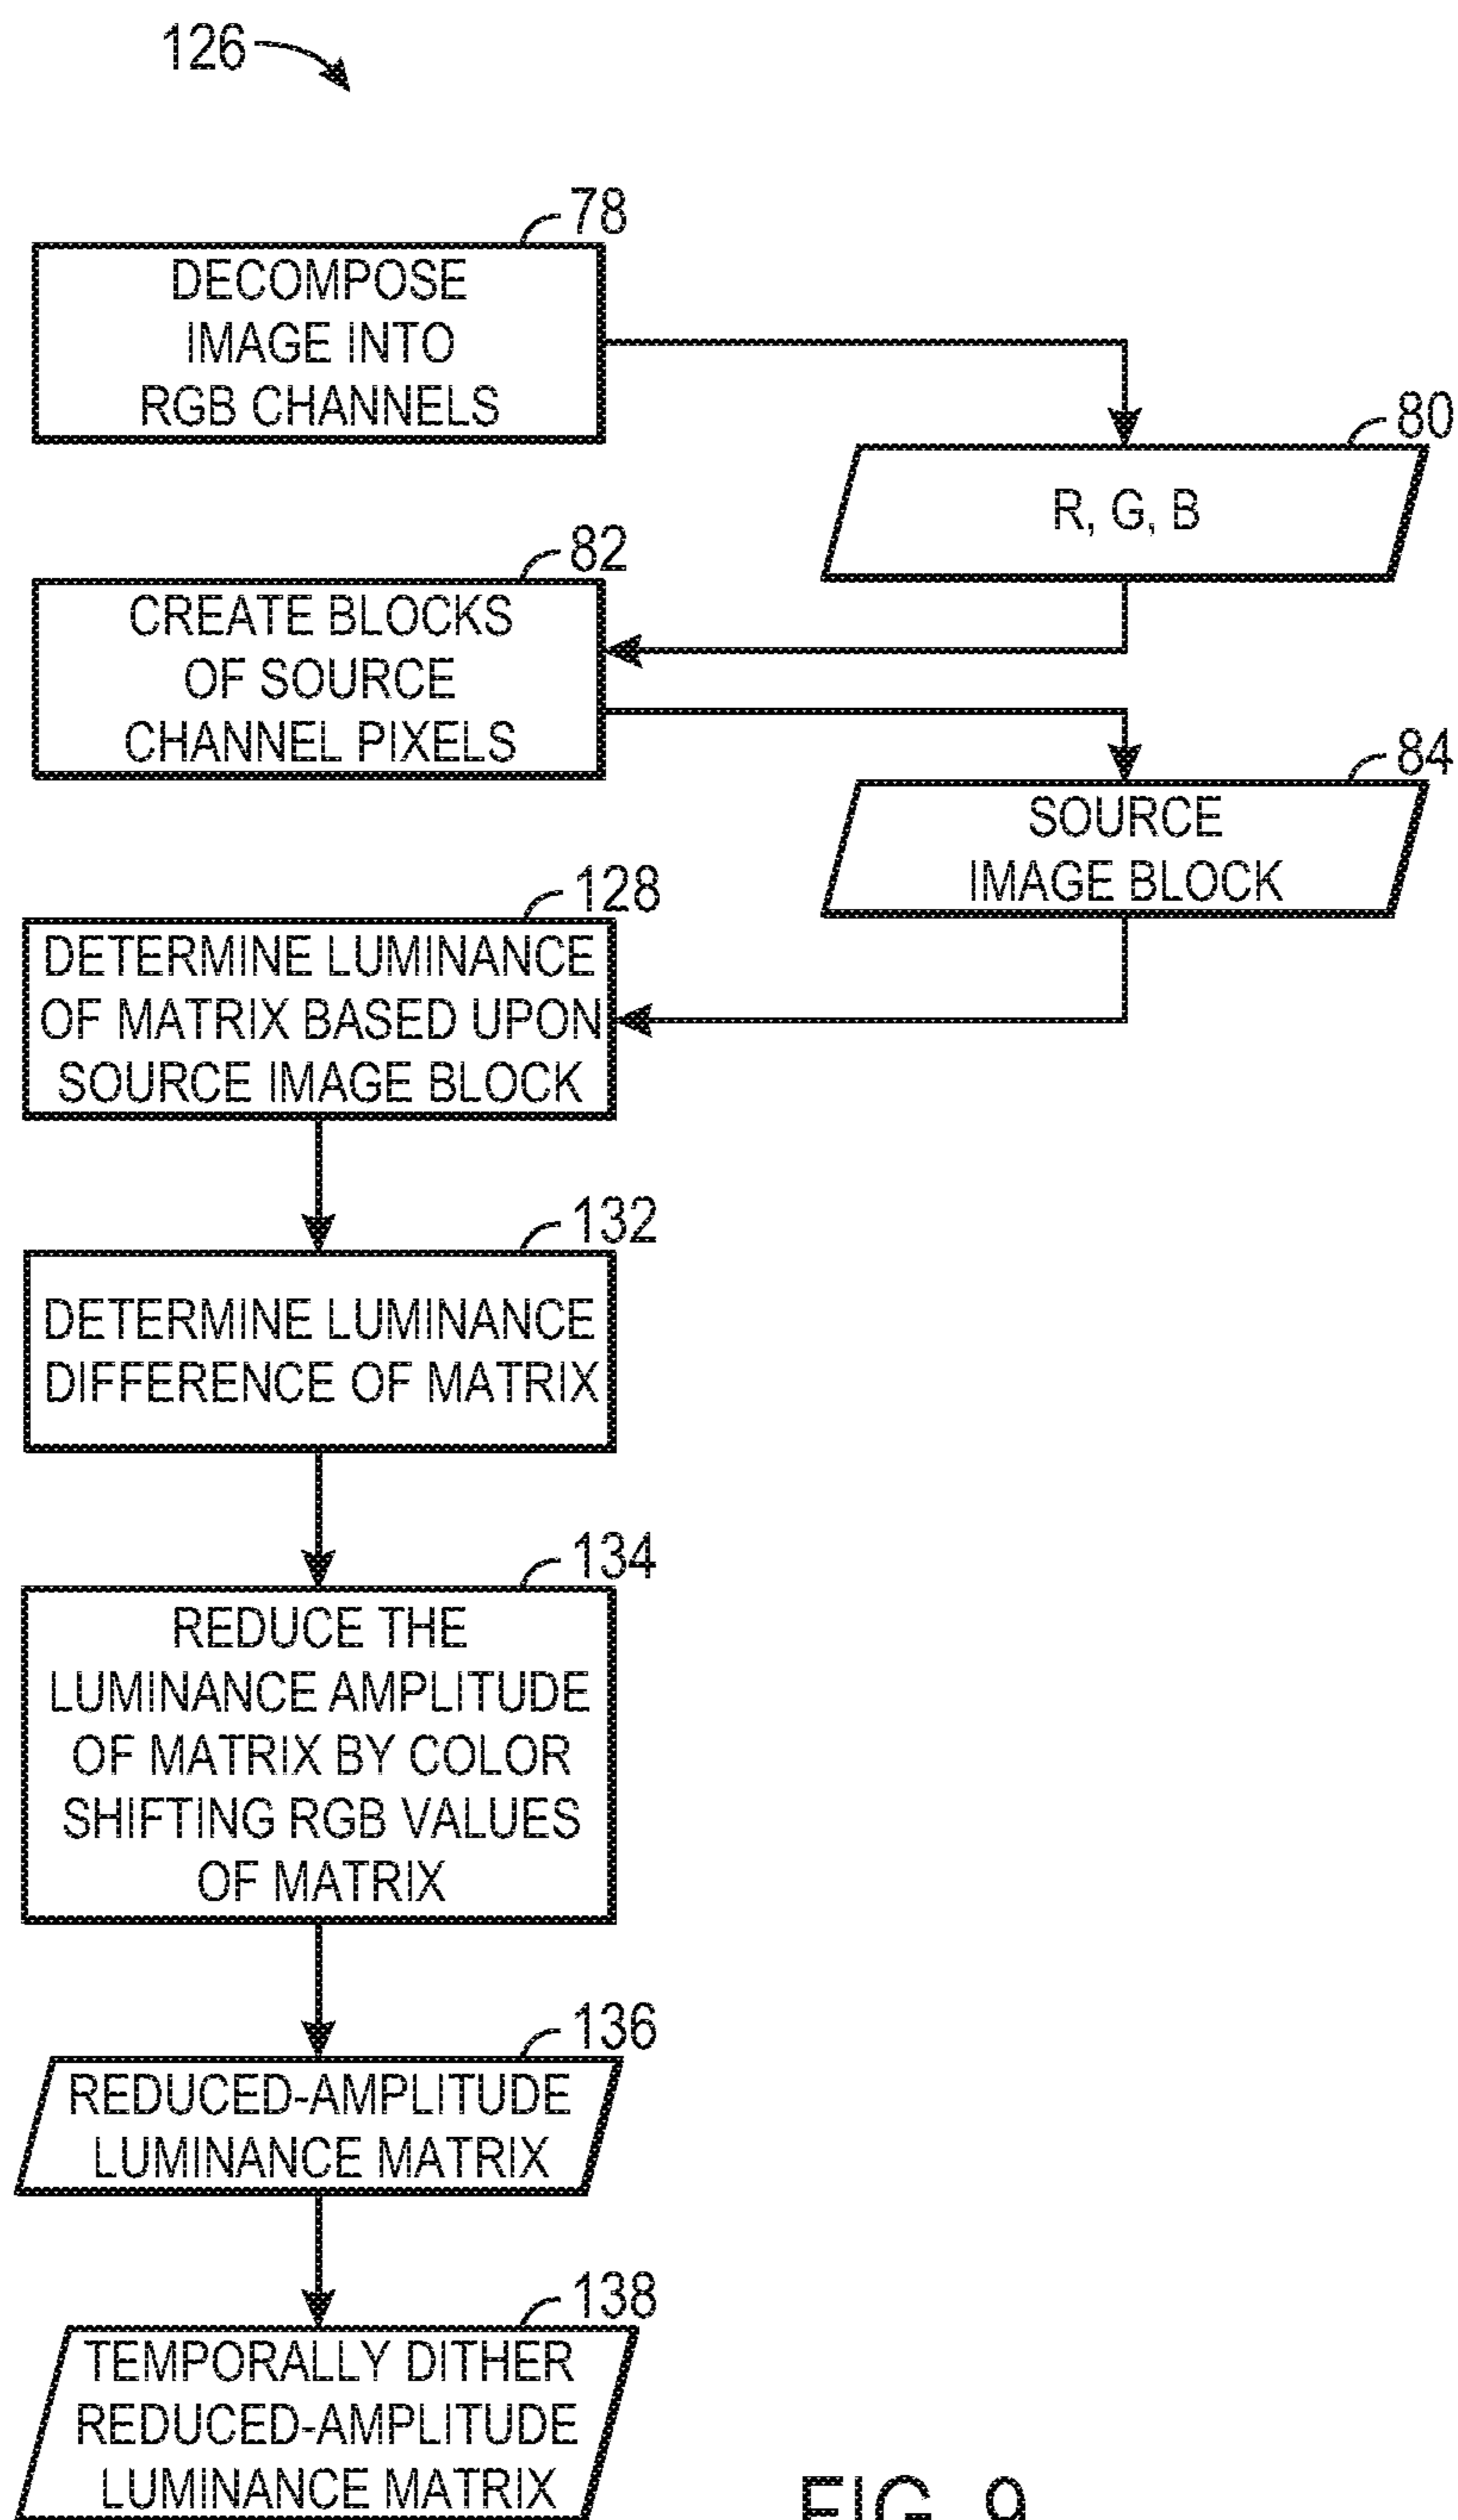 126
78
DECOMPOSE
IMAGE INTO
RGB CHANNELS
80
R, G, B
82
CREATE BLOCKS
OF SOURCE
CHANNEL PIXELS
84
SOURCE
IMAGE BLOCK
128
DETERMINE LUMINANCE
OF MATRIX BASED UPON
SOURCE IMAGE BLOCK
132
DETERMINE LUMINANCE
DIFFERENCE OF MATRIX
134
REDUCE THE
LUMINANCE AMPLITUDE
OF MATRIX BY COLOR
SHIFTING RGB VALUES
OF MATRIX
136
REDUCED-AMPLITUDE
LUMINANCE MATRIX
138
TEMPORALLY DITHER
REDUCED-AMPLITUDE
LUMINANCE MATRIX
FIG. 9